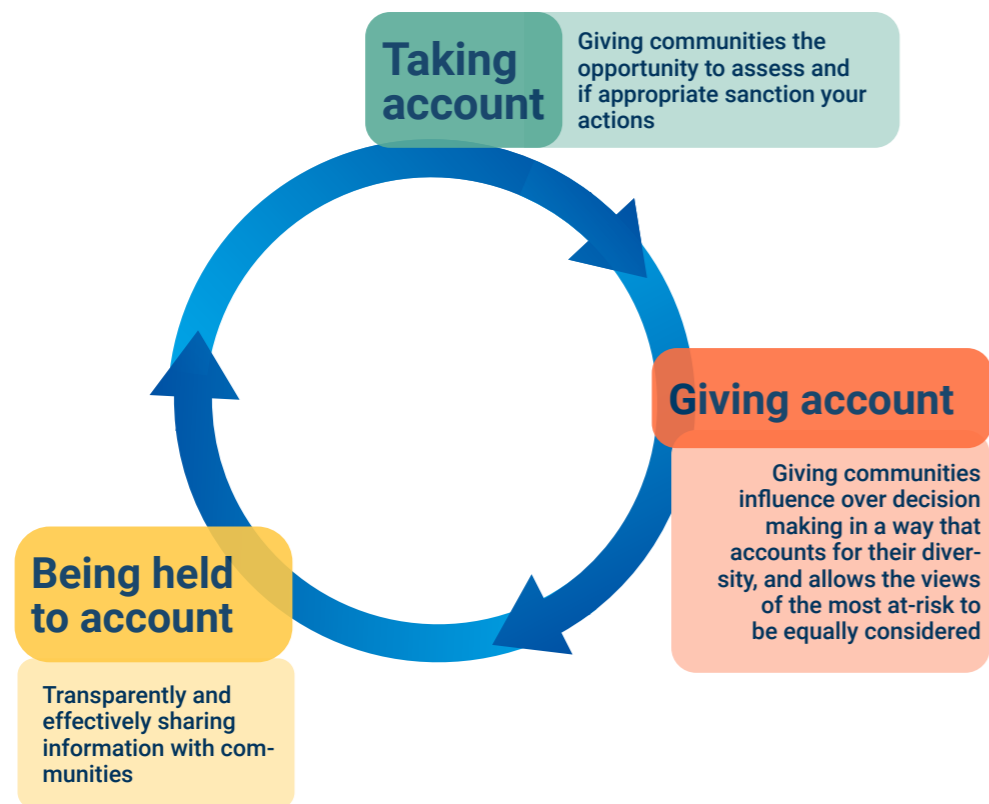 Taking
account
Giving communities the
opportunity to assess and
if appropriate sanction your
actions
Giving account
Giving communities
influence over decision
making in a way that
accounts for their diver-
sity, and allows the views
of the most at-risk to
be equally considered
Being held
to account
Transparently and
effectively sharing
information with com-
munities